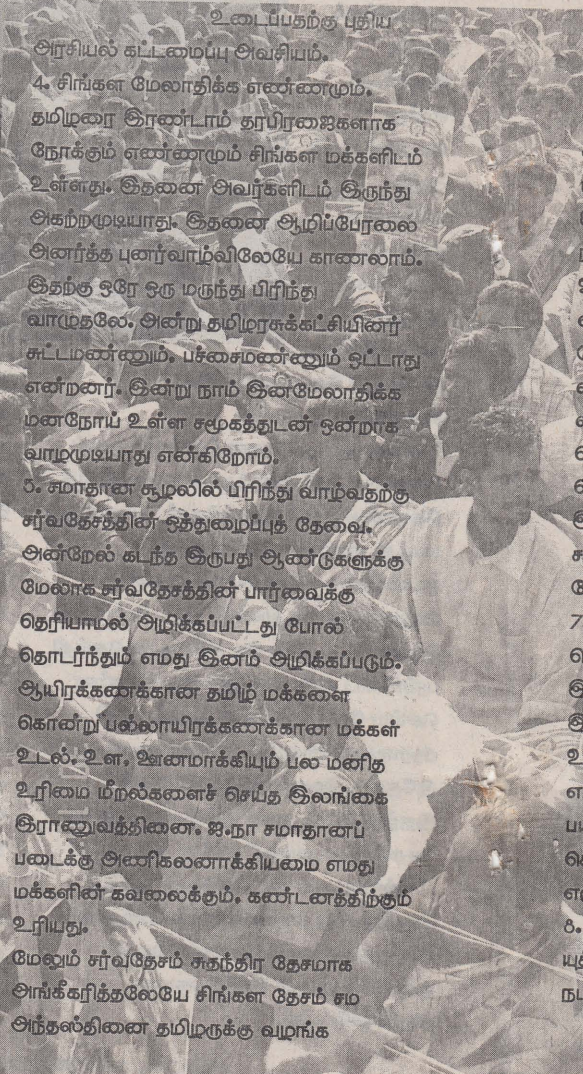 உடைப்பதற்கு புதிய
அரசியல் கட்டமைப்பு அவசியம்.
4. சிங்கள மேலாதிக்க எண்ணமும்.
தமிழரை இரண்டாம் தரபிரஜைகளாக
நோக்கும் எண்ணமும் சிங்கள மக்களிடம்
உள்ளது. இதனை அவர்களிடம் இருந்து
அகற்றமுடியாது. இதனை ஆழிப்பேரலை
அனர்த்த புனர்வாழ்விலேயே காணலாம்.
இதற்கு ஒரே ஒரு மருந்து பிரிந்து
வாழுதலே. அன்று தமிழரசுக்கட்சியினர்
சுட்டமண்ணும். பச்சைமண்ணும் ஒட்டாது
என்றனர். இன்று நாம் இனமேலாதிக்க
மனநோய் உள்ள சமூகத்துடன் ஒன்றாக
வாழமுடியாது என்கிறோம்.
5. சமாதான சூழலில் பிரிந்து வாழ்வதற்கு
சர்வதேசத்தின் ஒத்துழைப்புத் தேவை.
அன்றேல் கடந்த இருபது ஆண்டுகளுக்கு
மேலாக சர்வதேசத்தின் பார்வைக்கு
தெரியாமல் அழிக்கப்பட்டது போல்
தொடர்ந்தும் எமது இனம் அழிக்கப்படும்.
ஆயிரக்கணக்கான தமிழ் மக்களை
கொன்று பல்லாயிரக்கணக்கான மக்கள்
உடல். உள. ஊனமாக்கியும் பல மனித
உரிமை மீறல்களைச் செய்த இலங்கை
இராணுவத்தினை. ஐ.நா சமாதானப்
படைக்கு அணிகலனாக்கியமை எமது
மக்களின் கவலைக்கும். கண்டனத்திற்கும்
உரியது.
மேலும் சர்வதேசம் சுதந்திர தேசமாக
அங்கீகரித்தலேயே சிங்கள தேசம் சம
அந்தஸ்தினை தமிழருக்கு வழங்க
7
8.